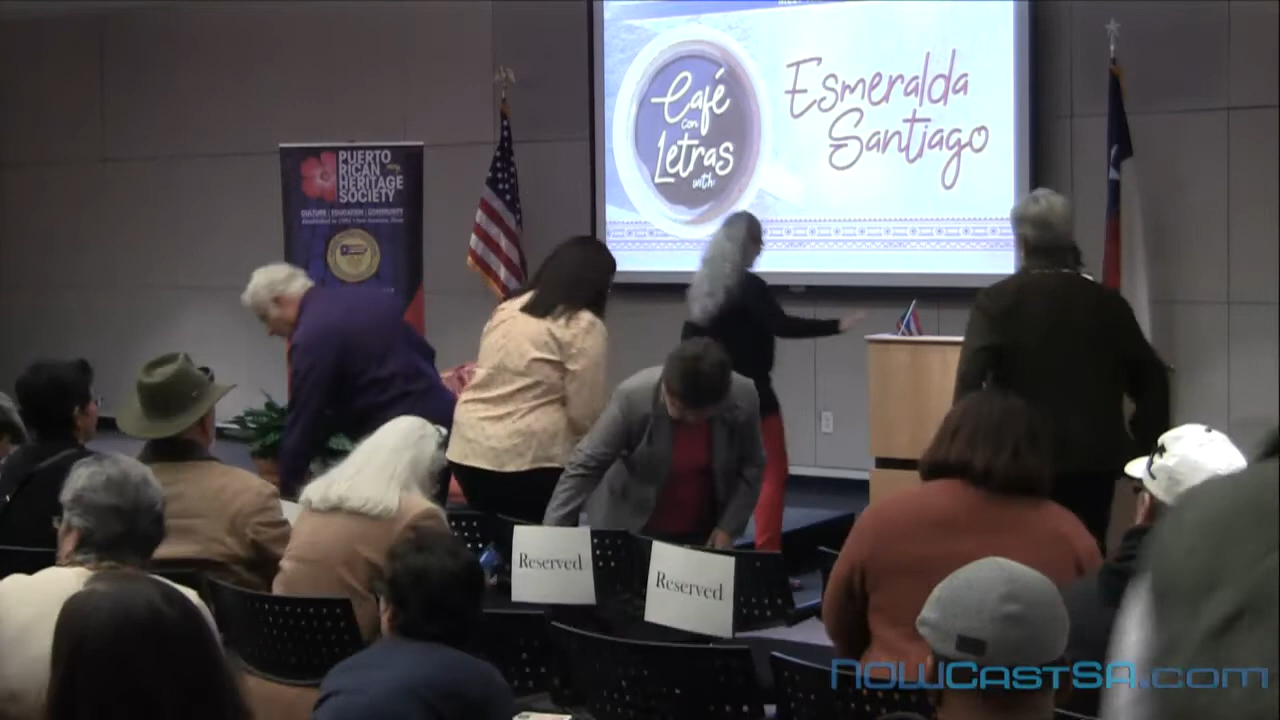 Café
con
Letras
with:
Esmeralda
Santiago
PUERTO
RICAN
HERITAGE
SOCIETY
CULTURE | EDUCATION | COMMUNITY
Reserved
Reserved
NOWCASTSA.com